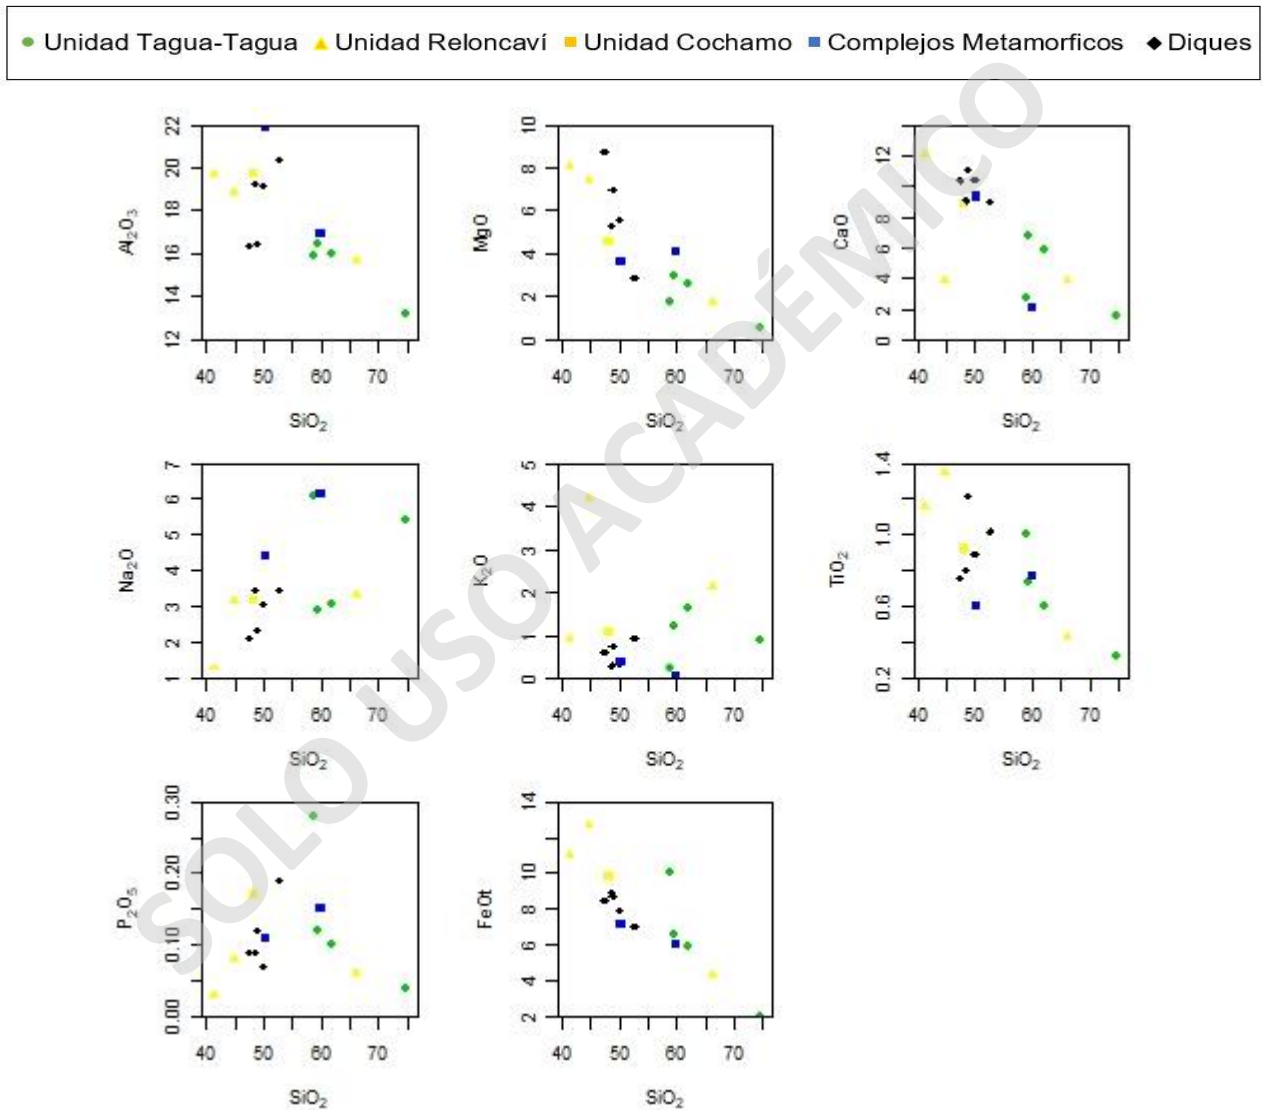 Unidad Tagua-Tagua Unidad Reloncaví Unidad Cochamo Complejos Metamorficos Diques
Al₂O₃
12 14 16 18 20 22
40 50 60 70
SiO₂
MgO
0 2 4 6 8 10
40 50 60 70
SiO₂
CaO
0 2 4 6 8 12
40 50 60 70
SiO₂
Na₂O
1 2 3 4 5 6 7
40 50 60 70
SiO₂
K₂O
0 1 2 3 4 5
40 50 60 70
SiO₂
TiO₂
0.2 0.6 1.0 1.4
40 50 60 70
SiO₂
P₂O₅
0.00 0.10 0.20 0.30
40 50 60 70
SiO₂
FeOt
2 4 6 8 10 14
40 50 60 70
SiO₂
SOLO USO ACADÉMICO